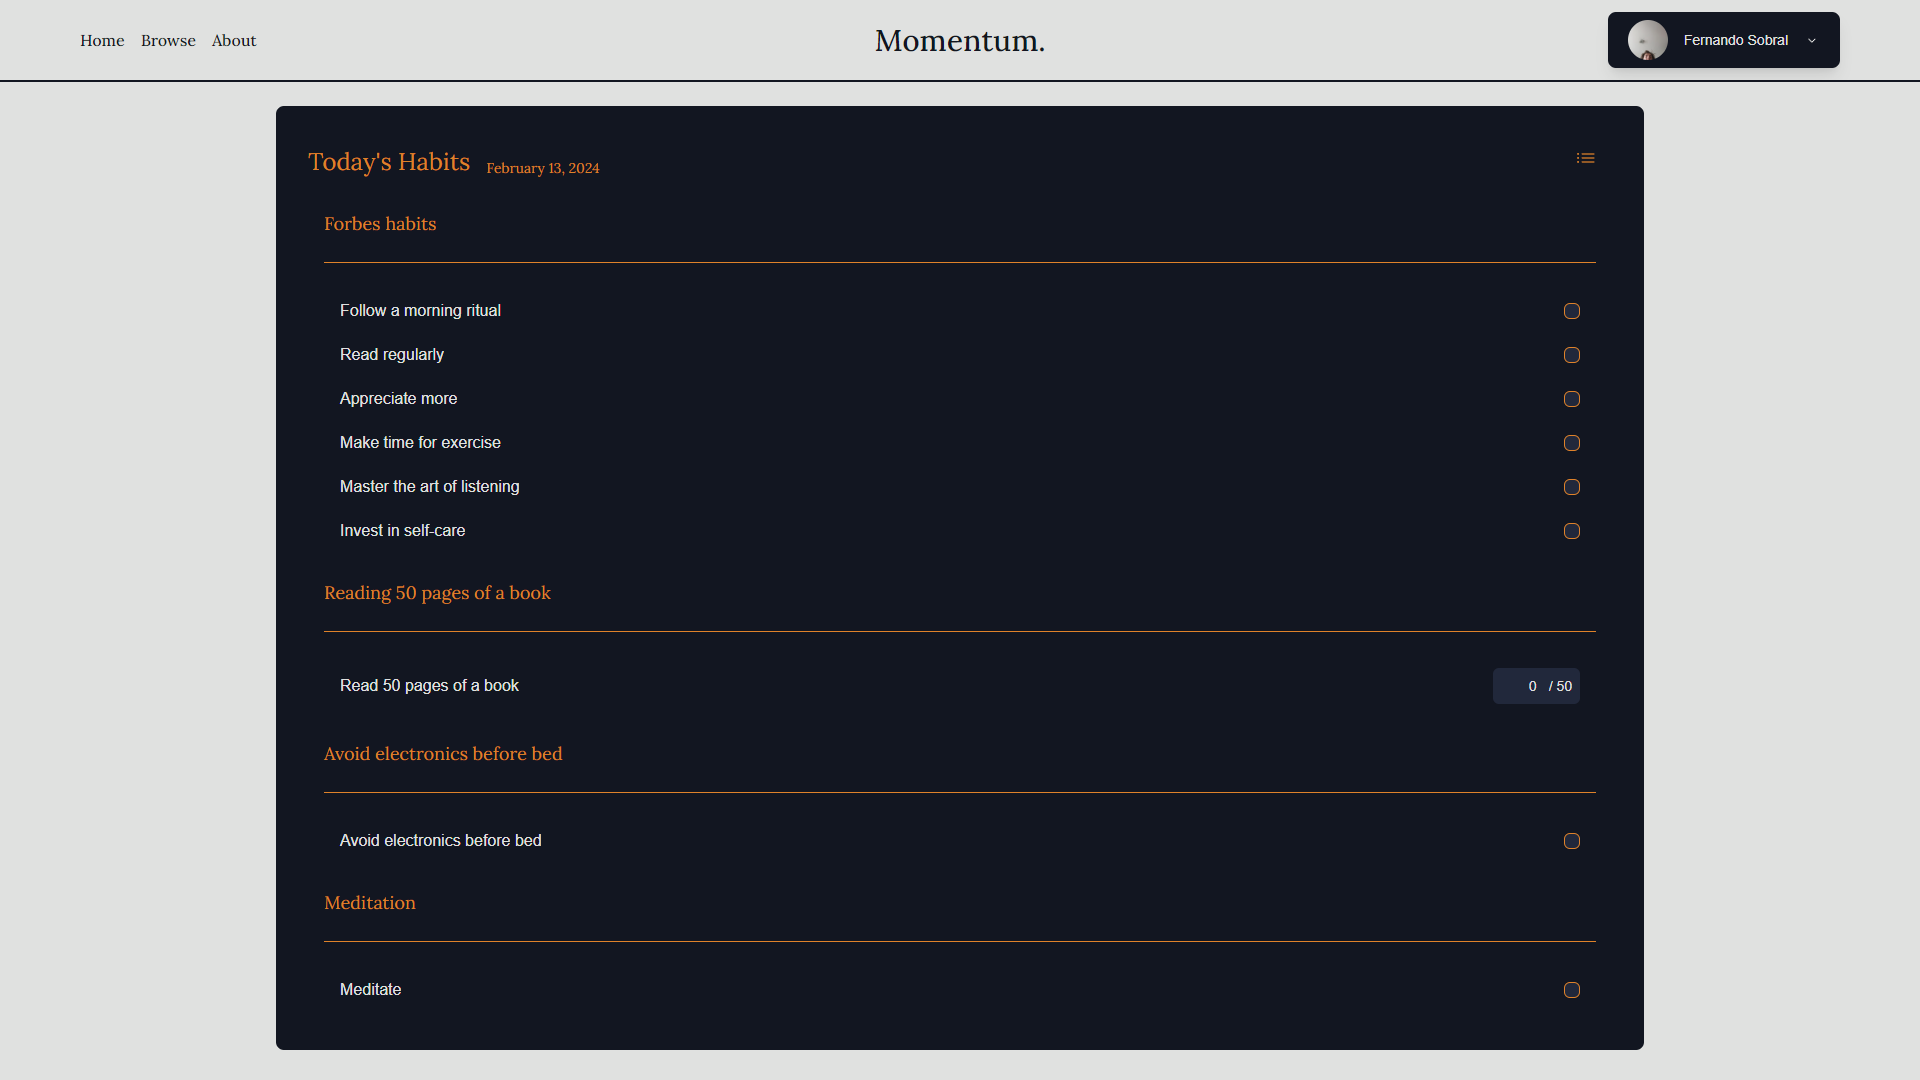 Home Browse About
Momentum.
Fernando Sobral
Today's Habits February 13, 2024
Forbes habits
Follow a morning ritual
Read regularly
Appreciate more
Make time for exercise
Master the art of listening
Invest in self-care
Reading 50 pages of a book
Read 50 pages of a book
0 / 50
Avoid electronics before bed
Avoid electronics before bed
Meditation
Meditate